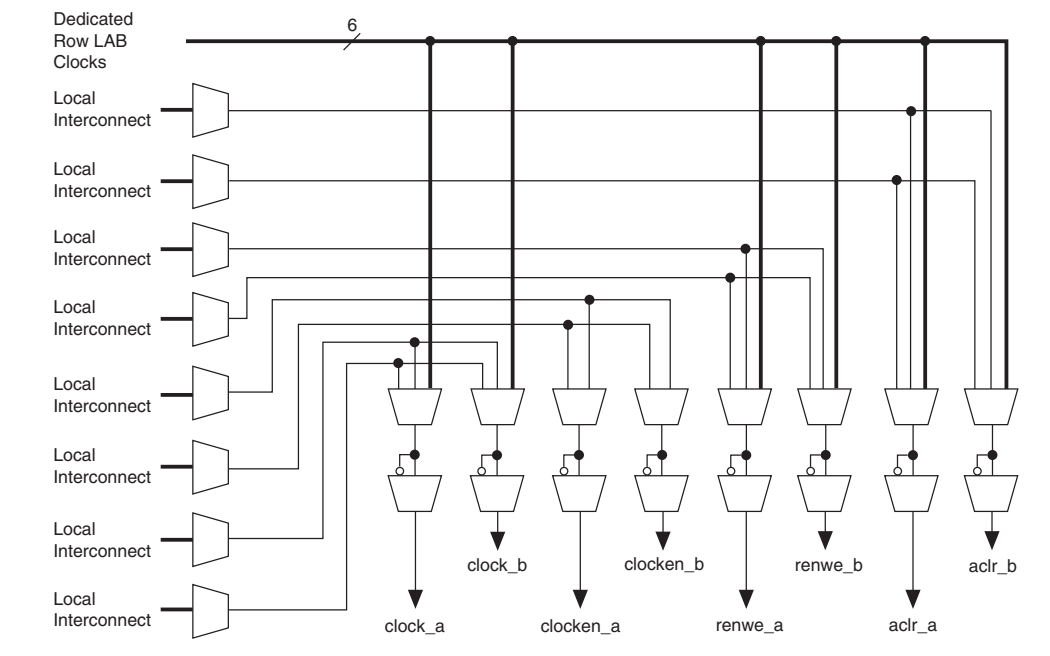 Dedicated
Row LAB
Clocks
6
Local
Interconnect
Local
Interconnect
Local
Interconnect
Local
Interconnect
Local
Interconnect
Local
Interconnect
Local
Interconnect
Local
Interconnect
clock_b
clocken_b
renwe_b
aclr_b
clock_a
clocken_a
renwe_a
aclr_a